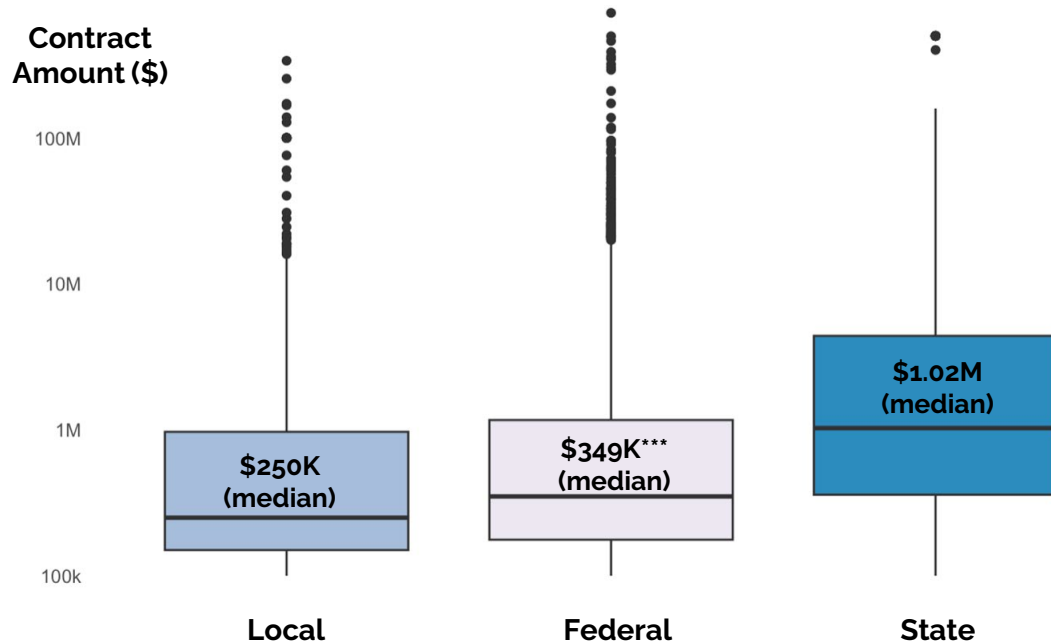 Contract
Amount ($)
100M
10M
1M
100k
$250K
(median)
$349K***
(median)
$1.02M
(median)
Local
Federal
State